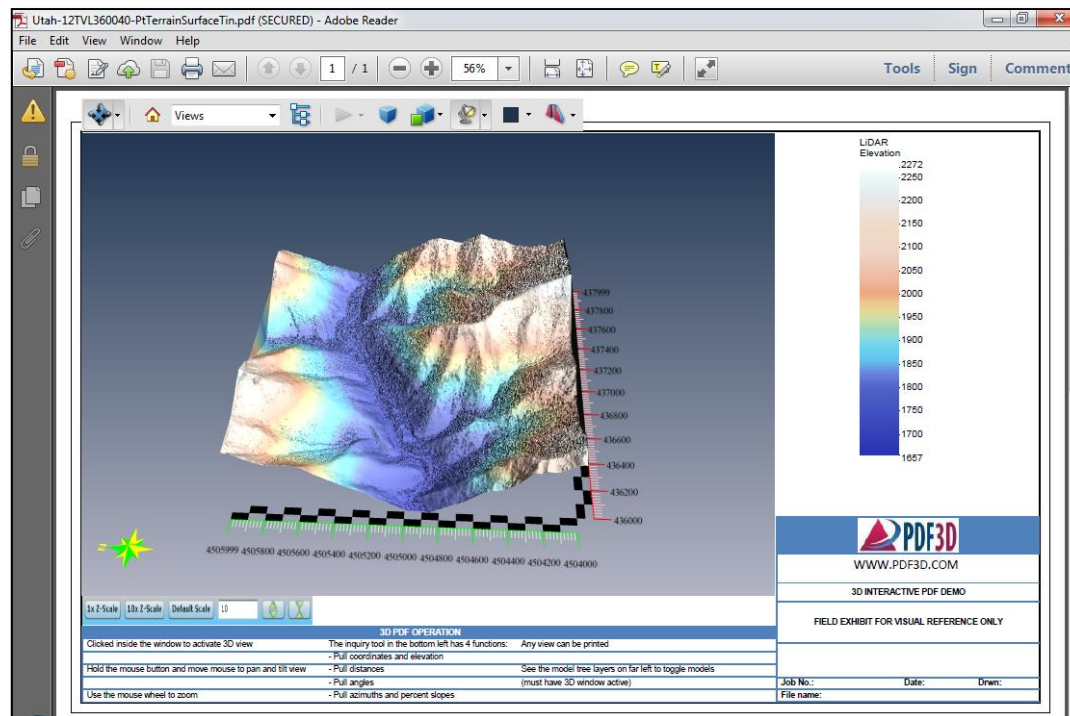 Utah-12TVL360040-PtTerrainSurfaceTin.pdf (SECURED) - Adobe Reader
File Edit View Window Help
1 / 1 56% Tools Sign Comment
Views
LiDAR
Elevation
2272
2250
2200
2150
2100
2050
2000
1950
1900
1850
1800
1750
1700
1657
437999
437800
437600
437400
437200
437000
436800
436600
436400
436200
436000
4505999 4505800 4505600 4505400 4505200 4505000 4504800 4504600 4504400 4504200 4504000
Z
PDF3D
WWW.PDF3D.COM
3D INTERACTIVE PDF DEMO
FIELD EXHIBIT FOR VISUAL REFERENCE ONLY
Job No.: Date: Drwn:
File name:
1x Z-Scale 10x Z-Scale Default Scale 10
3D PDF OPERATION
Clicked inside the window to activate 3D view The inquiry tool in the bottom left has 4 functions: Any view can be printed
- Pull coordinates and elevation
Hold the mouse button and move mouse to pan and tilt view - Pull distances See the model tree layers on far left to toggle models
- Pull angles (must have 3D window active)
Use the mouse wheel to zoom - Pull azimuths and percent slopes